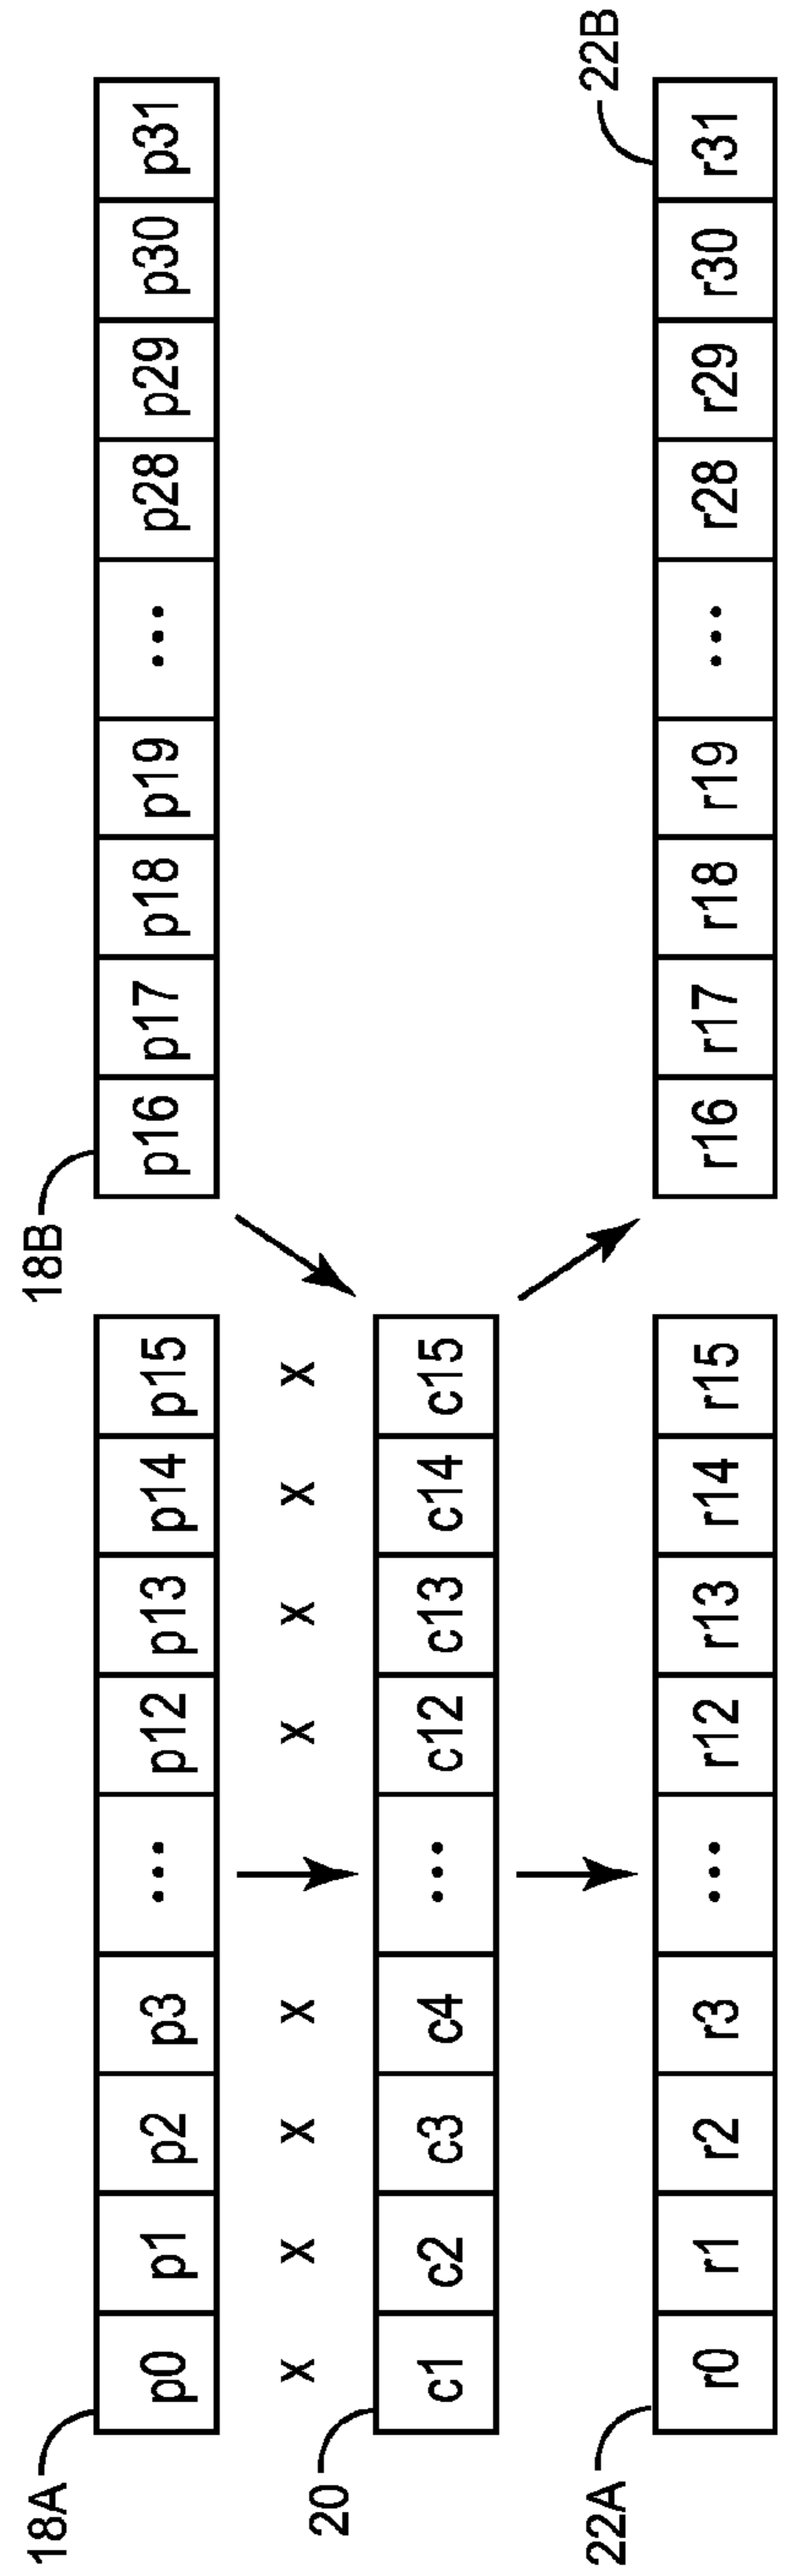 18A
p0 p1 p2 p3 ... p12 p13 p14 p15
18B
p16 p17 p18 p19 ... p28 p29 p30 p31
x x x x x x x x
20
c1 c2 c3 c4 ... c12 c13 c14 c15
22A
r0 r1 r2 r3 ... r12 r13 r14 r15
22B
r16 r17 r18 r19 ... r28 r29 r30 r31